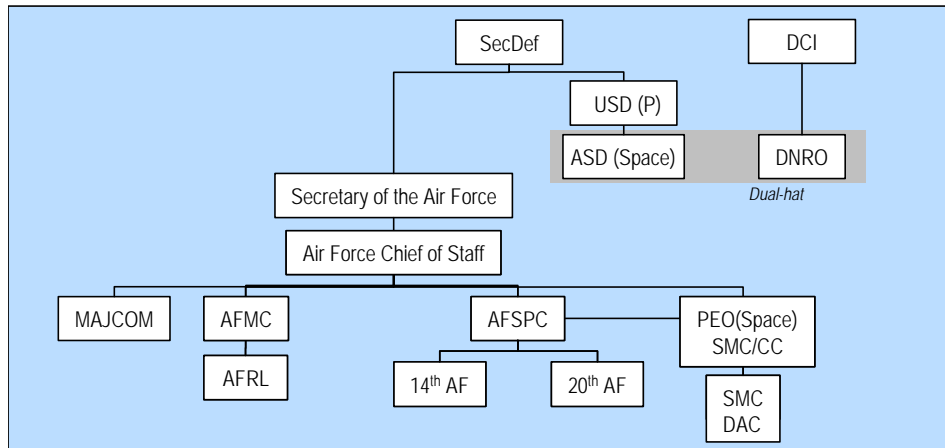 SecDef
DCI
USD (P)
ASD (Space)
DNRO
Dual-hat
Secretary of the Air Force
Air Force Chief of Staff
MAJCOM
AFMC
AFSPC
PEO(Space)
SMC/CC
AFRL
14th AF
20th AF
SMC
DAC